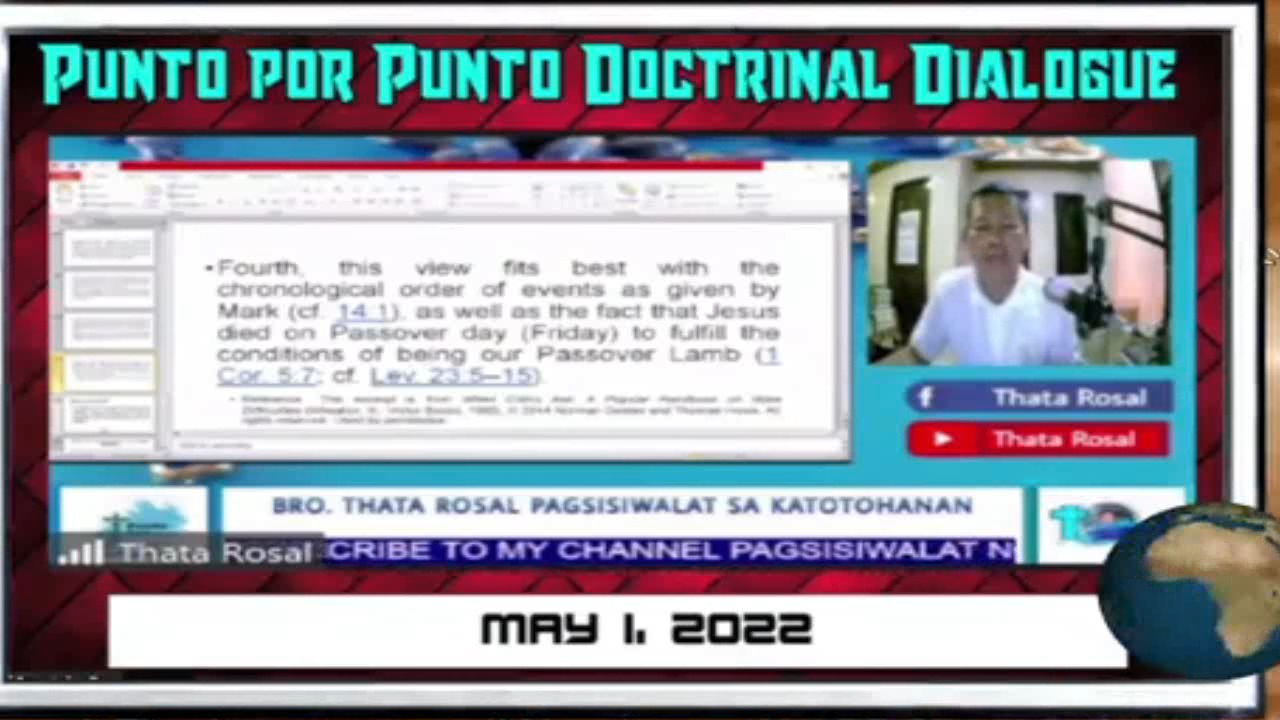 PUNTO POR PUNTO DOCTRINAL DIALOGUE
•Fourth, this view fits best with the
chronological order of events as given by
Mark (cf. 14:1), as well as the fact that Jesus
died on Passover day (Friday) to fulfill the
conditions of being our Passover Lamb (1
Cor. 5:7; cf. Lev. 23:5–15).
Thata Rosal
Thata Rosal
BRO. THATA ROSAL PAGSISIWALAT SA KATOTOHANAN
Thata Rosal
CRIBE TO MY CHANNEL PAGSISIWALAT
MAY 1, 2022